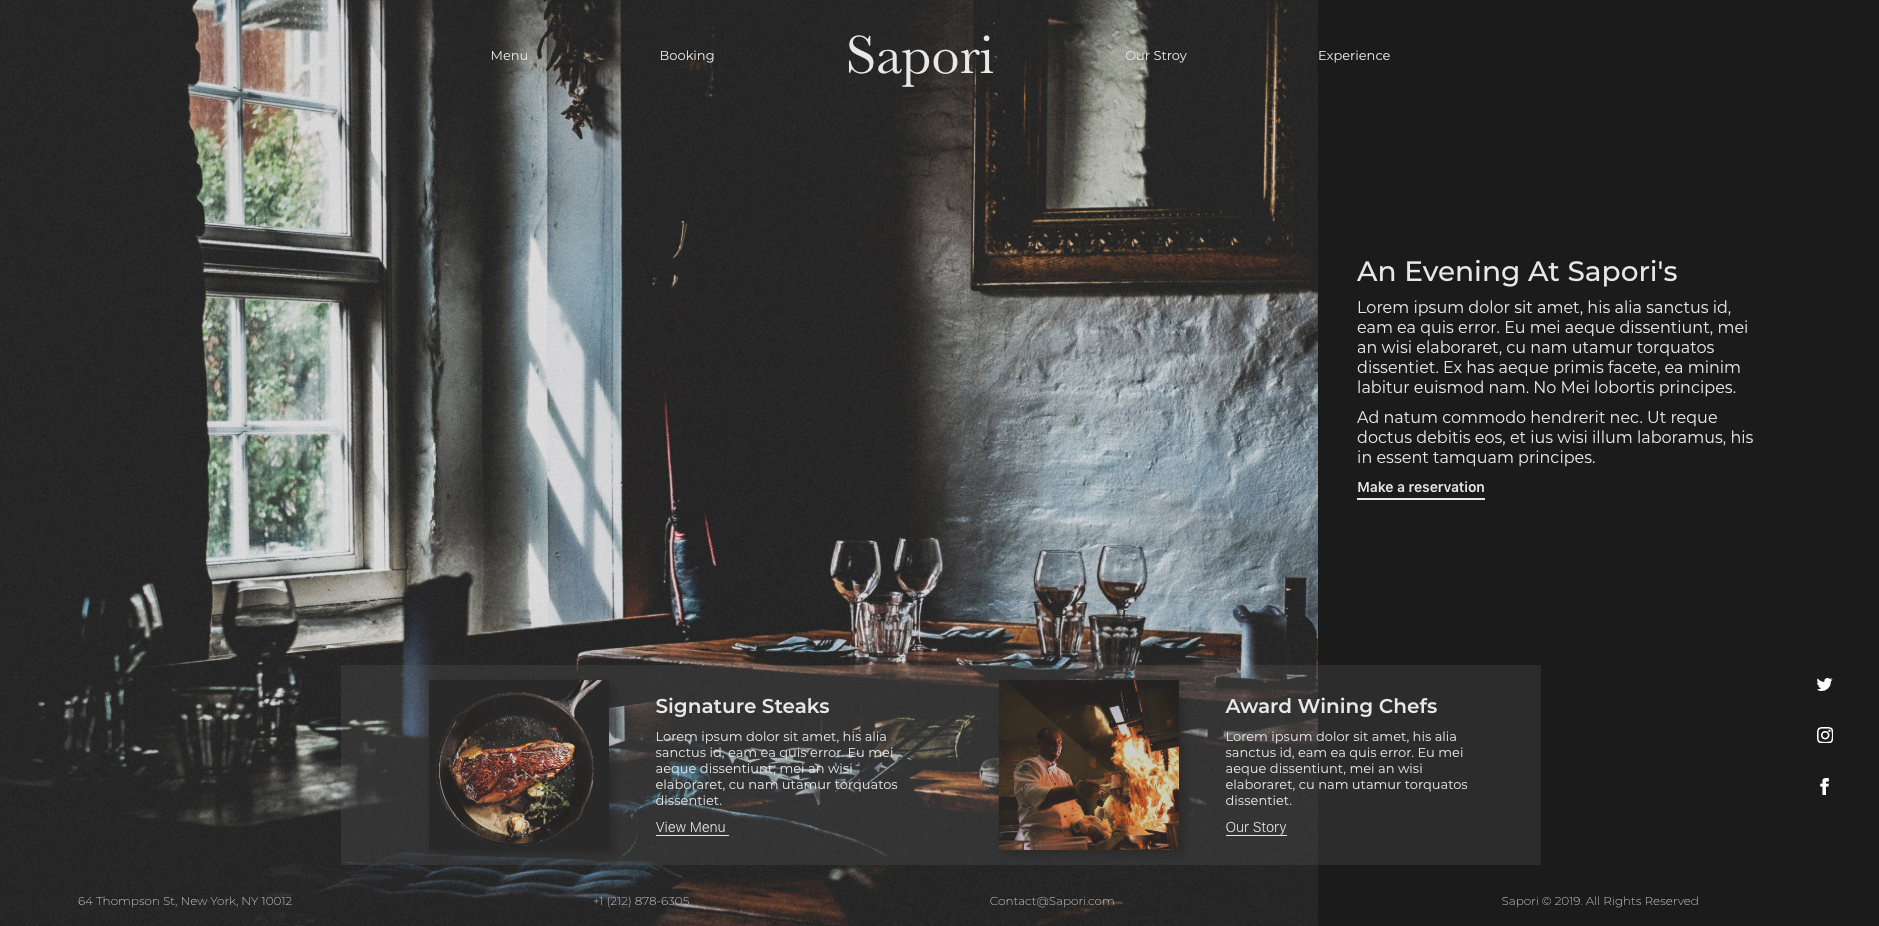 Menu
Booking
Sapori
Our Stroy
Experience
An Evening At Sapori's
Lorem ipsum dolor sit amet, his alia sanctus id,
eam ea quis error. Eu mei aeque dissentiunt, mei
an wisi elaboraret, cu nam utamur torquatos
dissentiet. Ex has aeque primis facete, ea minim
labitur euismod nam. No Mei lobortis principes.
Ad natum commodo hendrerit nec. Ut reque
doctus debitis eos, et ius wisi illum laboramus, his
in essent tamquam principes.
Make a reservation
Signature Steaks
Lorem ipsum dolor sit amet, his alia
sanctus id, eam ea quis error. Eu mei
aeque dissentiunt, mei an wisi
elaboraret, cu nam utamur torquatos
dissentiet.
View Menu
Award Wining Chefs
Lorem ipsum dolor sit amet, his alia
sanctus id, eam ea quis error. Eu mei
aeque dissentiunt, mei an wisi
elaboraret, cu nam utamur torquatos
dissentiet.
Our Story
64 Thompson St, New York, NY 10012
+1 (212) 878-6305
Contact@Sapori.com
Sapori © 2019. All Rights Reserved